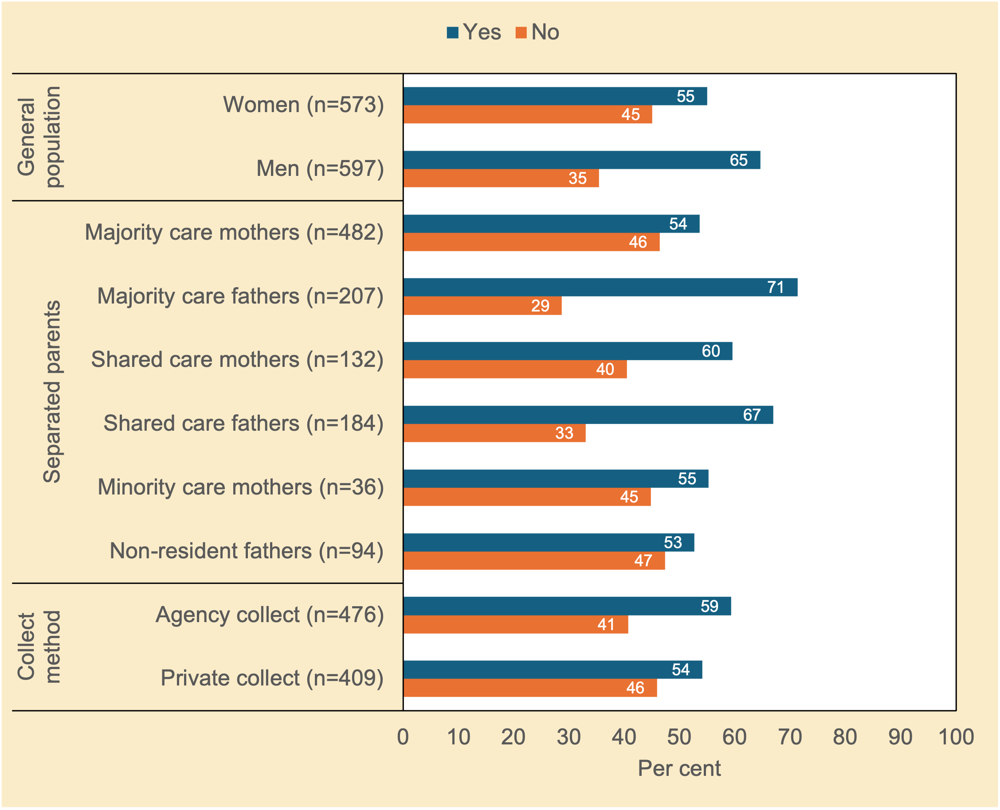 Yes No
General
population
Women (n=573)
55
45
Men (n=597)
65
35
Separated parents
Majority care mothers (n=482)
54
46
Majority care fathers (n=207)
71
29
Shared care mothers (n=132)
60
40
Shared care fathers (n=184)
67
33
Minority care mothers (n=36)
55
45
Non-resident fathers (n=94)
53
47
Collect
method
Agency collect (n=476)
59
41
Private collect (n=409)
54
46
0 10 20 30 40 50 60 70 80 90 100
Per cent